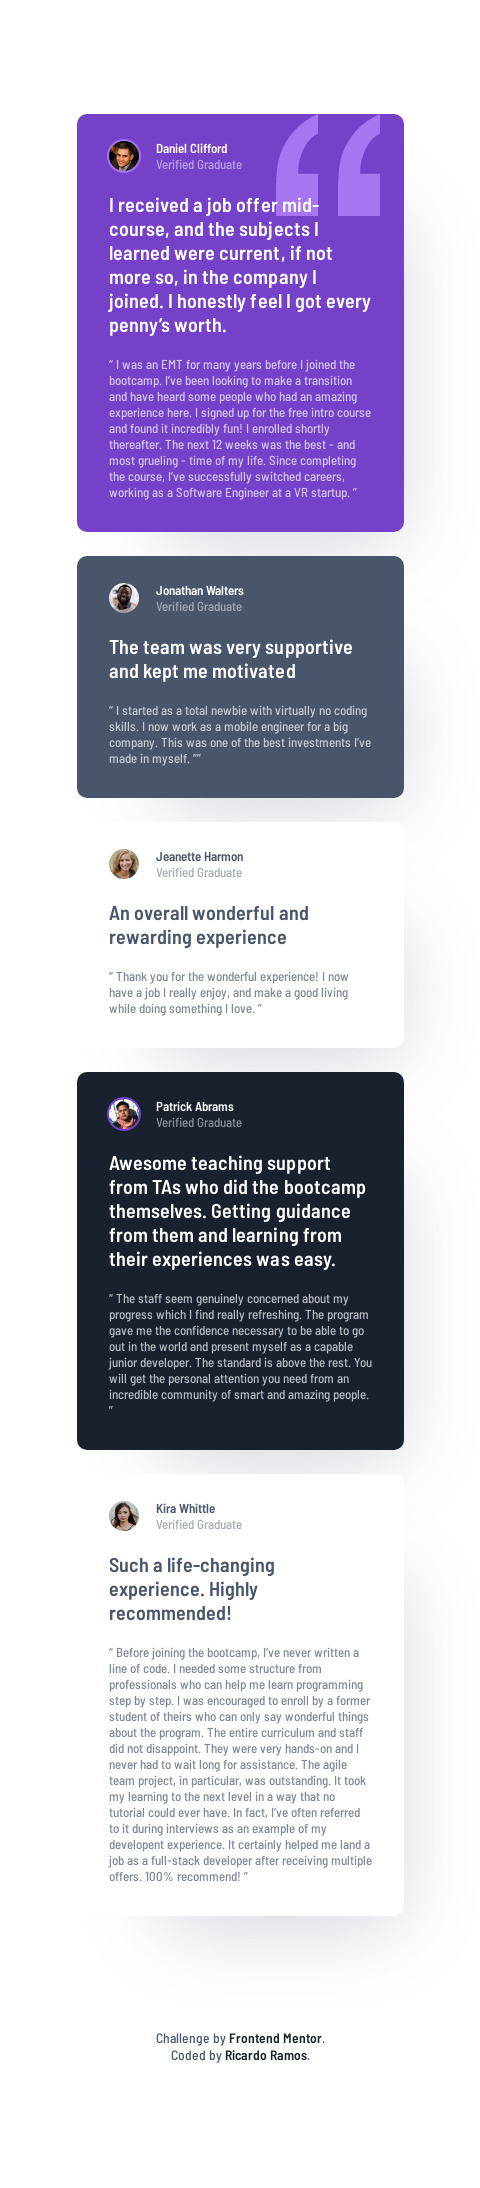 Daniel Clifford
Verified Graduate
I received a job offer mid-
course, and the subjects I
learned were current, if not
more so, in the company I
joined. I honestly feel I got every
penny’s worth.
“ I was an EMT for many years before I joined the
bootcamp. I’ve been looking to make a transition
and have heard some people who had an amazing
experience here. I signed up for the free intro course
and found it incredibly fun! I enrolled shortly
thereafter. The next 12 weeks was the best - and
most grueling - time of my life. Since completing
the course, I’ve successfully switched careers,
working as a Software Engineer at a VR startup. ”
Jonathan Walters
Verified Graduate
The team was very supportive
and kept me motivated
“ I started as a total newbie with virtually no coding
skills. I now work as a mobile engineer for a big
company. This was one of the best investments I’ve
made in myself. ””
Jeanette Harmon
Verified Graduate
An overall wonderful and
rewarding experience
“ Thank you for the wonderful experience! I now
have a job I really enjoy, and make a good living
while doing something I love. ”
Patrick Abrams
Verified Graduate
Awesome teaching support
from TAs who did the bootcamp
themselves. Getting guidance
from them and learning from
their experiences was easy.
“ The staff seem genuinely concerned about my
progress which I find really refreshing. The program
gave me the confidence necessary to be able to go
out in the world and present myself as a capable
junior developer. The standard is above the rest. You
will get the personal attention you need from an
incredible community of smart and amazing people.
”
Kira Whittle
Verified Graduate
Such a life-changing
experience. Highly
recommended!
“ Before joining the bootcamp, I’ve never written a
line of code. I needed some structure from
professionals who can help me learn programming
step by step. I was encouraged to enroll by a former
student of theirs who can only say wonderful things
about the program. The entire curriculum and staff
did not disappoint. They were very hands-on and I
never had to wait long for assistance. The agile
team project, in particular, was outstanding. It took
my learning to the next level in a way that no
tutorial could ever have. In fact, I’ve often referred
to it during interviews as an example of my
developent experience. It certainly helped me land a
job as a full-stack developer after receiving multiple
offers. 100% recommend! ”
Challenge by Frontend Mentor.
Coded by Ricardo Ramos.